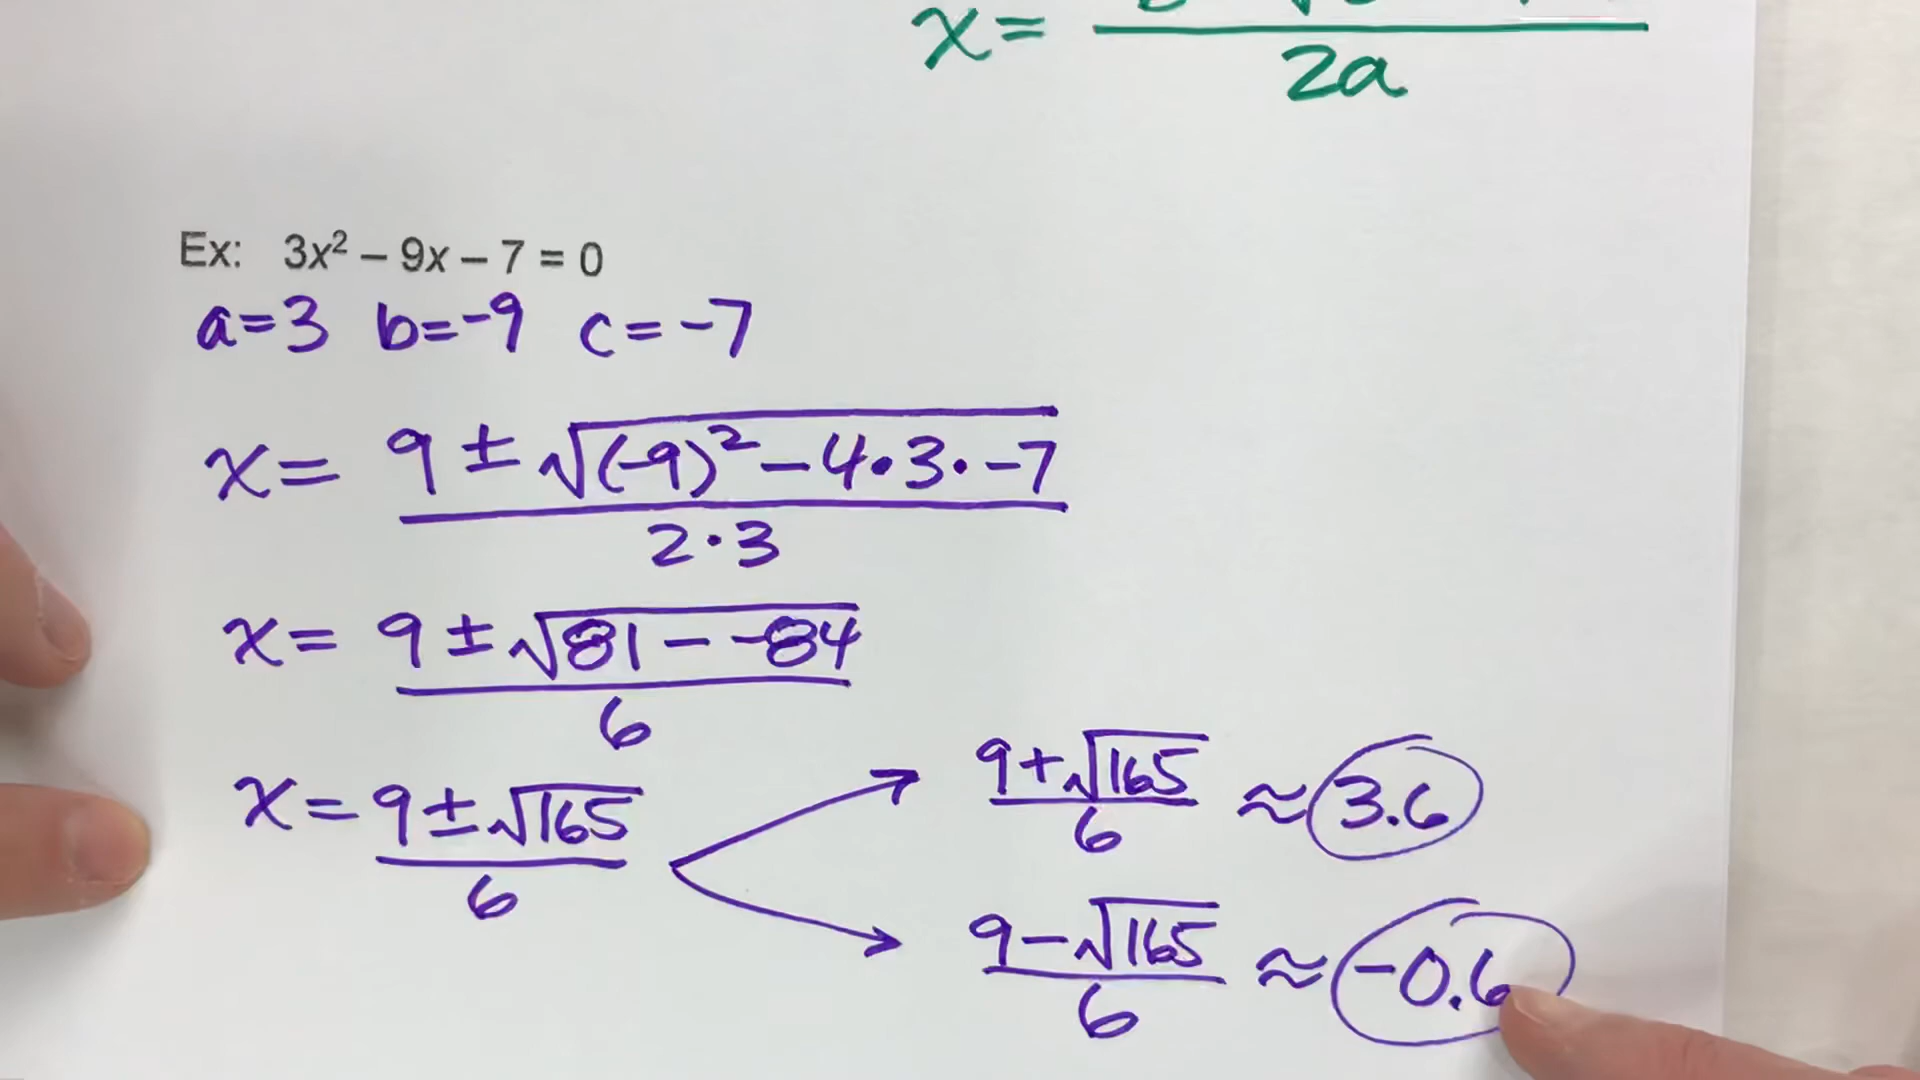 x= 2a
Ex: 3x² – 9x – 7 = 0
a=3 b=-9 c=-7
x= 9 ± √(-9)² - 4•3•-7
2•3
x= 9 ± √81 - -84
6
x= 9 ± √165
6
9+√165
6
≈ 3.6
9-√165
6
≈ -0.6